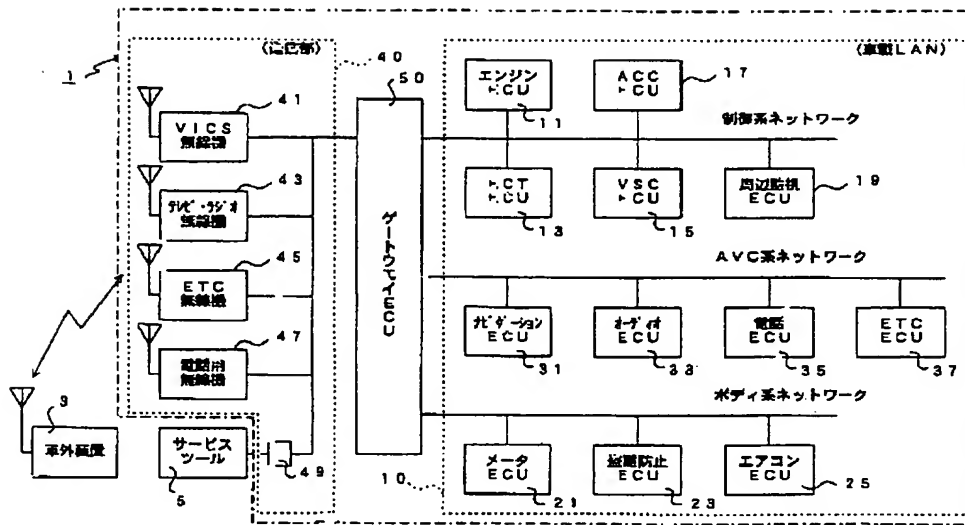 1
(通信部)
40
50
(車載LAN)
41
VICS
無線機
43
テレビ・ラジオ
無線機
45
ETC
無線機
47
電話用
無線機
3
車外装置
サービス
ツール
5
49
ゲートウェイECU
10
エンジン
ECU
11
ACC
ECU
17
制御系ネットワーク
ECT
ECU
13
VSC
ECU
15
周辺監視
ECU
19
AVC系ネットワーク
ナビゲーション
ECU
31
オーディオ
ECU
33
電話
ECU
35
ETC
ECU
37
ボディ系ネットワーク
メータ
ECU
21
盗難防止
ECU
23
エアコン
ECU
25